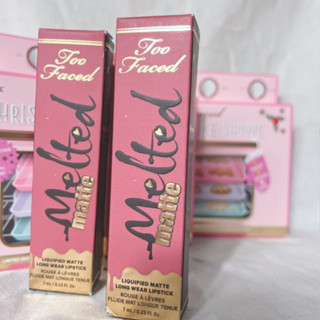 Too
Faced
Melted
matte
LIQUIFIED MATTE
LONG WEAR LIPSTICK
ROUGE À LÈVRES
FLUIDE MAT LONGUE TENUE
7 mL / 0.23 Fl. Oz.
Too
Faced
Melted
matte
LIQUIFIED MATTE
LONG WEAR LIPSTICK
ROUGE À LÈVRES
FLUIDE MAT LONGUE TENUE
7 mL / 0.23 Fl. Oz.
CHRIS
SHOPPE